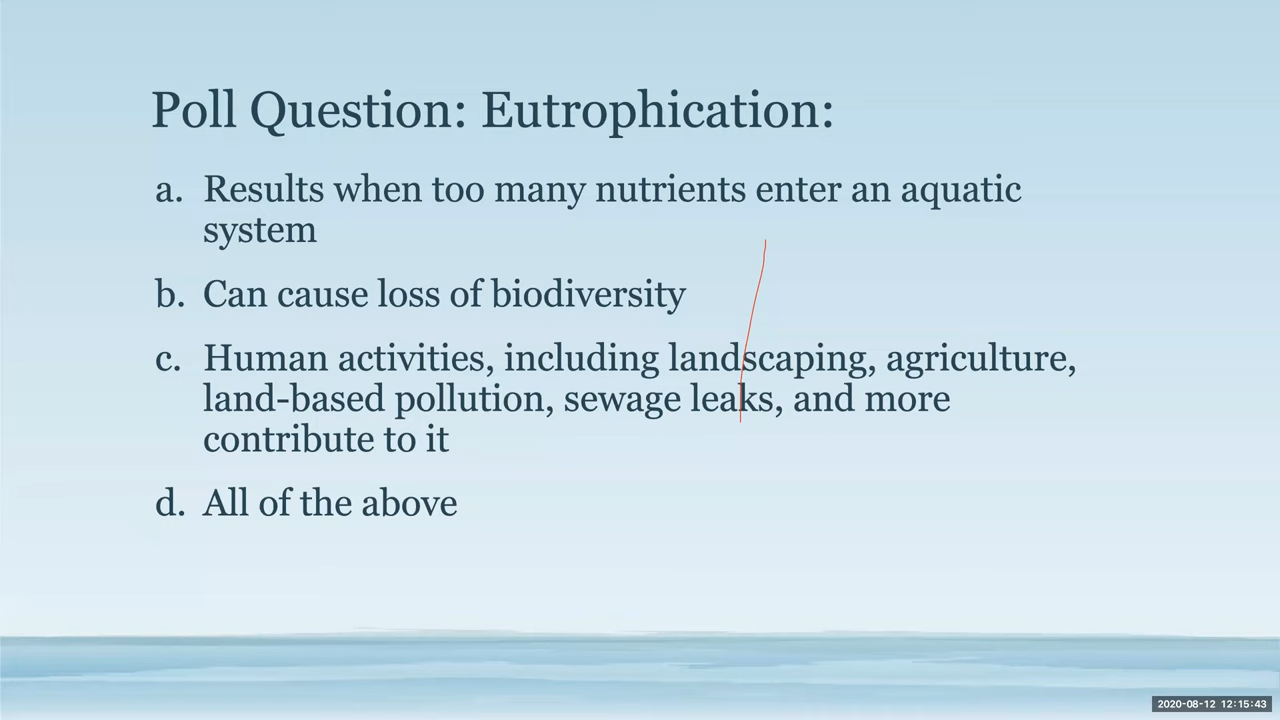 Poll Question: Eutrophication:
a. Results when too many nutrients enter an aquatic
system
b. Can cause loss of biodiversity
c. Human activities, including landscaping, agriculture,
land-based pollution, sewage leaks, and more
contribute to it
d. All of the above
2020-08-12 12:15:43